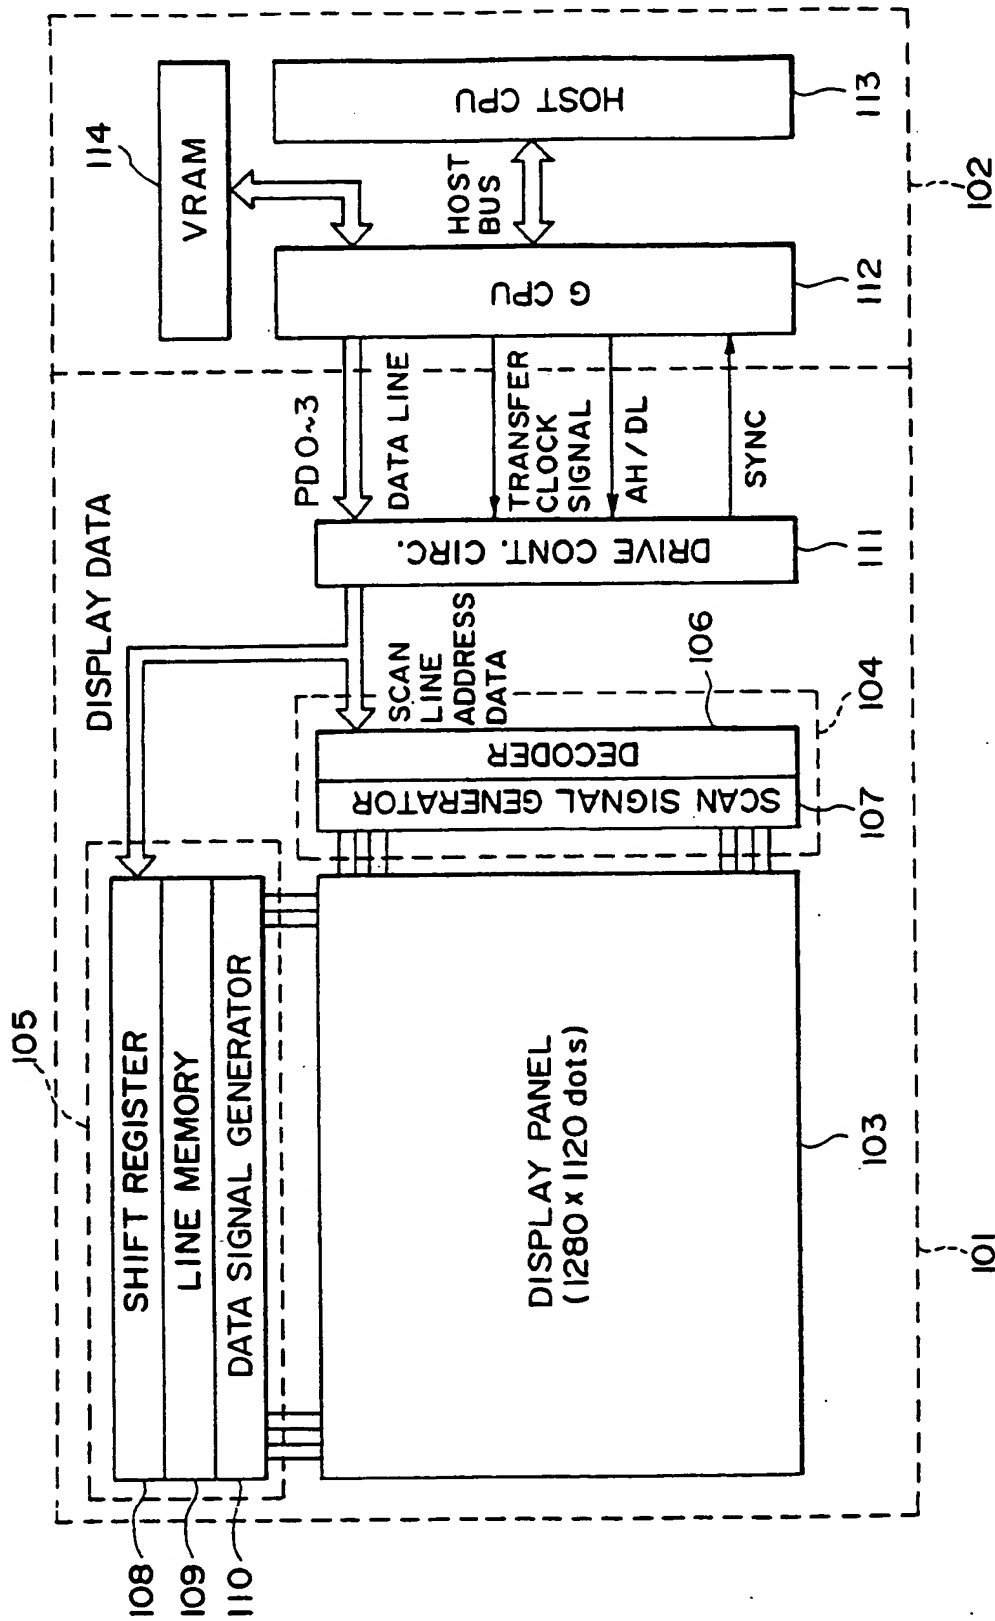 105
108
109
110
SHIFT REGISTER
LINE MEMORY
DATA SIGNAL GENERATOR
DISPLAY DATA
DISPLAY PANEL
(1280 x 1120 dots)
103
101
SCAN SIGNAL GENERATOR
DECODER
107
106
104
SCAN
LINE
ADDRESS
DATA
DRIVE CONT. CIRC.
111
PD0~3
DATA LINE
TRANSFER
CLOCK
SIGNAL
AH/DL
SYNC
G CPU
112
114
VRAM
HOST
BUS
HOST CPU
113
102